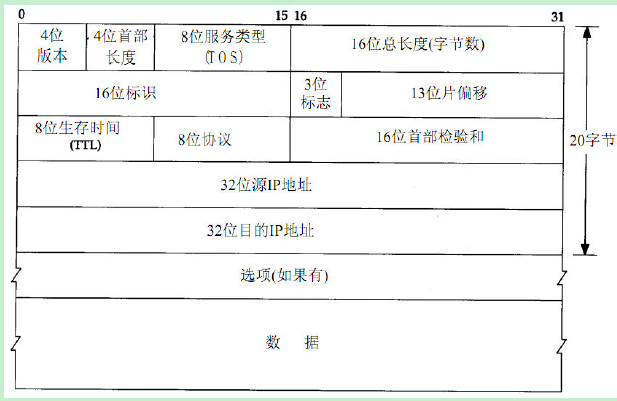 0 15 16 31
4位
版本
4位首部
长度
8位服务类型
(TOS)
16位总长度(字节数)
16位标识
3位
标志
13位片偏移
8位生存时间
(TTL)
8位协议
16位首部检验和
20字节
32位源IP地址
32位目的IP地址
选项(如果有)
数 据